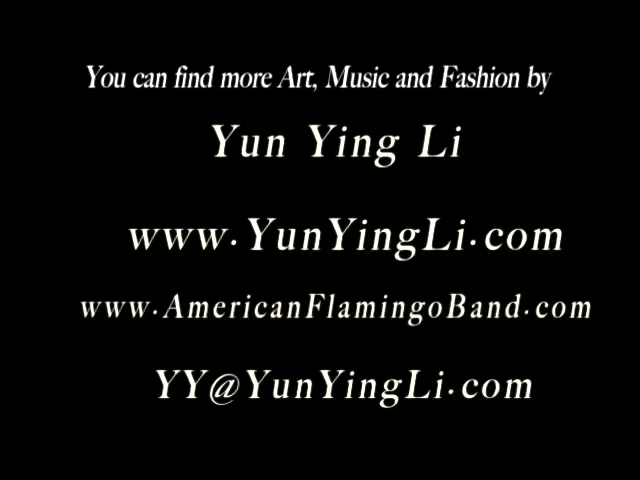 You can find more Art, Music and Fashion by
Yun Ying Li
www.YunYingLi.com
www.AmericanFlamingoBand.com
YY@YunYingLi.com